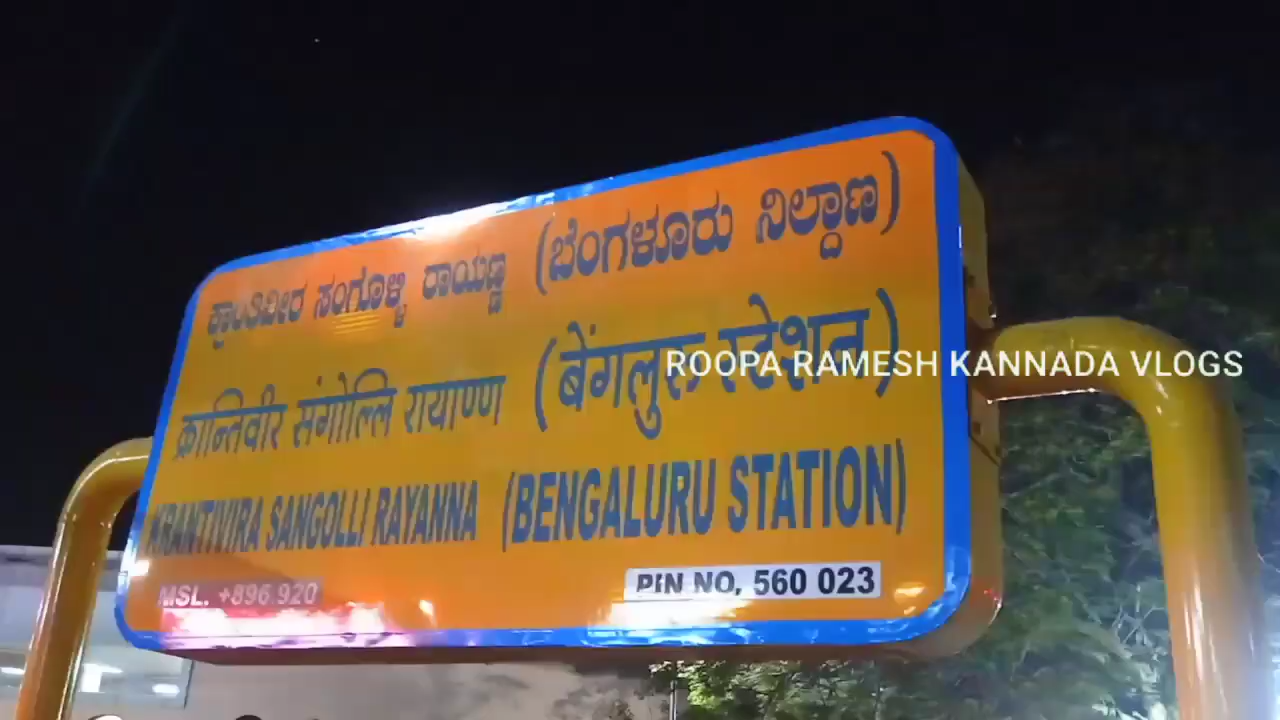 ಕ್ರಾಂತಿವೀರ ಸಂಗೊಳ್ಳಿ ರಾಯಣ್ಣ (ಬೆಂಗಳೂರು ನಿಲ್ದಾಣ)
क्रान्तिवीर संगोल्लि रायाण्ण (बेंगलुरु स्टेशन)
ROOPA RAMESH KANNADA VLOGS
KRANTIVIRA SANGOLLI RAYANNA (BENGALURU STATION)
MSL. +896.920 PIN NO. 560 023